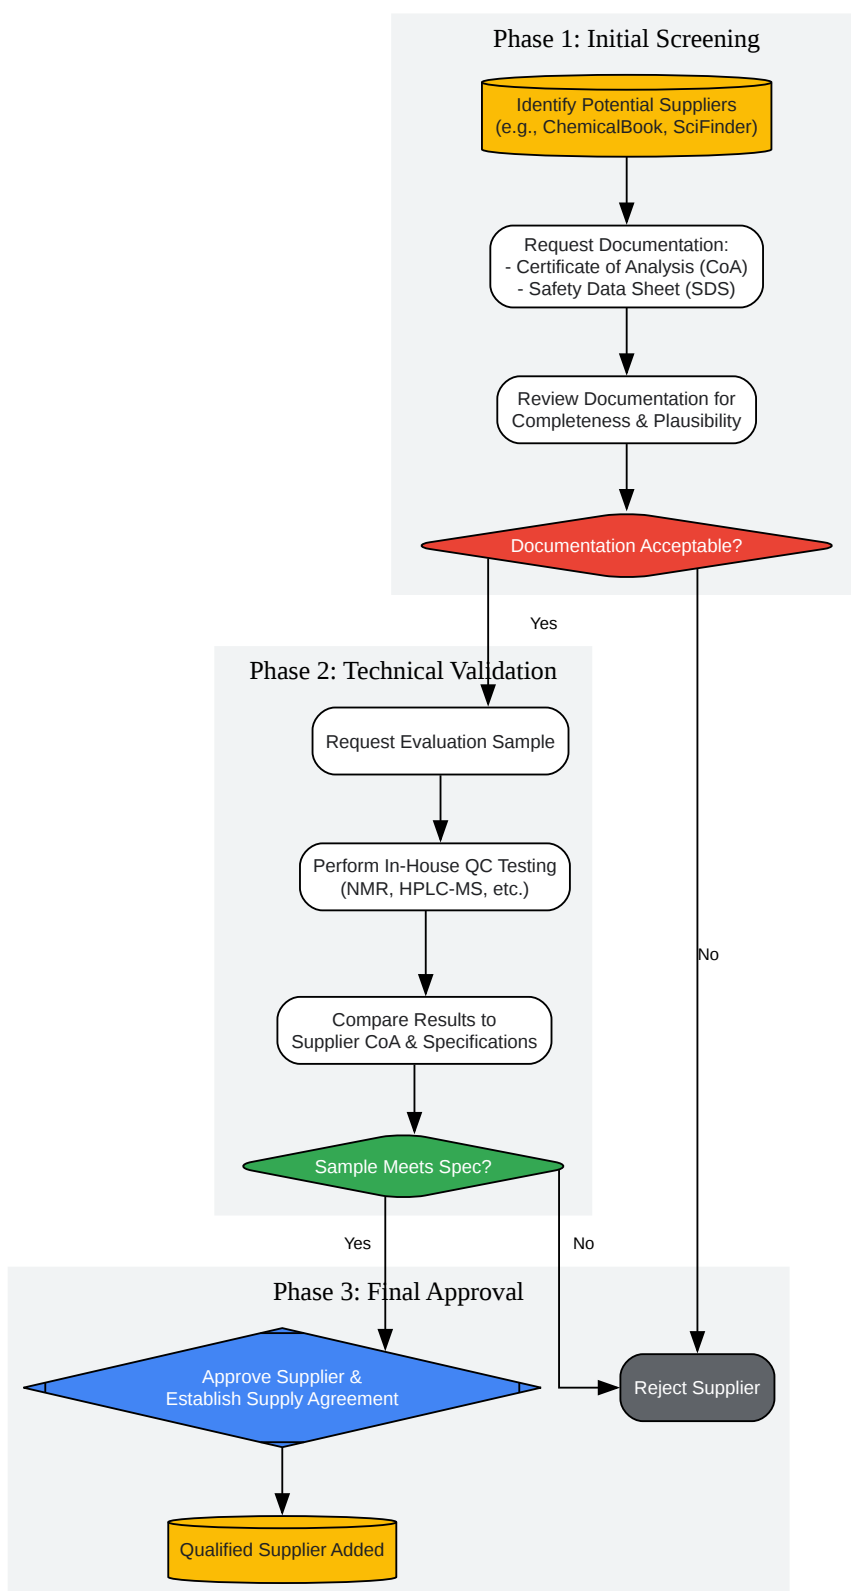 Phase 1: Initial Screening
Identify Potential Suppliers
(e.g., ChemicalBook, SciFinder)
Request Documentation:
- Certificate of Analysis (CoA)
- Safety Data Sheet (SDS)
Review Documentation for
Completeness & Plausibility
Documentation Acceptable?
Yes
Phase 2: Technical Validation
Request Evaluation Sample
Perform In-House QC Testing
(NMR, HPLC-MS, etc.)
No
Compare Results to
Supplier CoA & Specifications
Sample Meets Spec?
Yes
No
Phase 3: Final Approval
Approve Supplier &
Establish Supply Agreement
Reject Supplier
Qualified Supplier Added